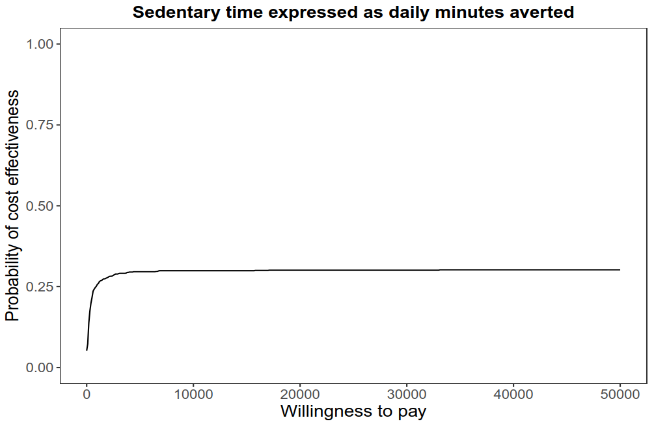 Sedentary time expressed as daily minutes averted
Probability of cost effectiveness
1.00
0.75
0.50
0.25
0.00
0 10000 20000 30000 40000 50000
Willingness to pay